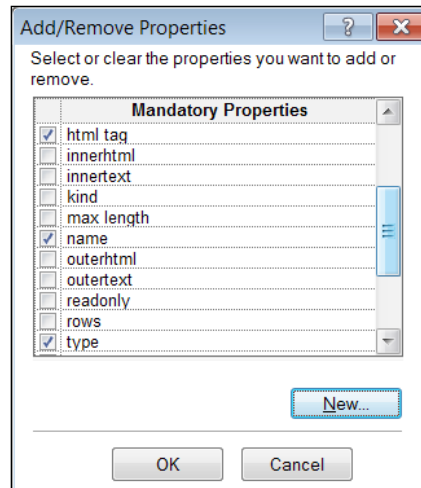 Add/Remove Properties
Select or clear the properties you want to add or
remove.
Mandatory Properties
html tag
innerhtml
innertext
kind
max length
name
outerhtml
outertext
readonly
rows
type
New...
OK
Cancel